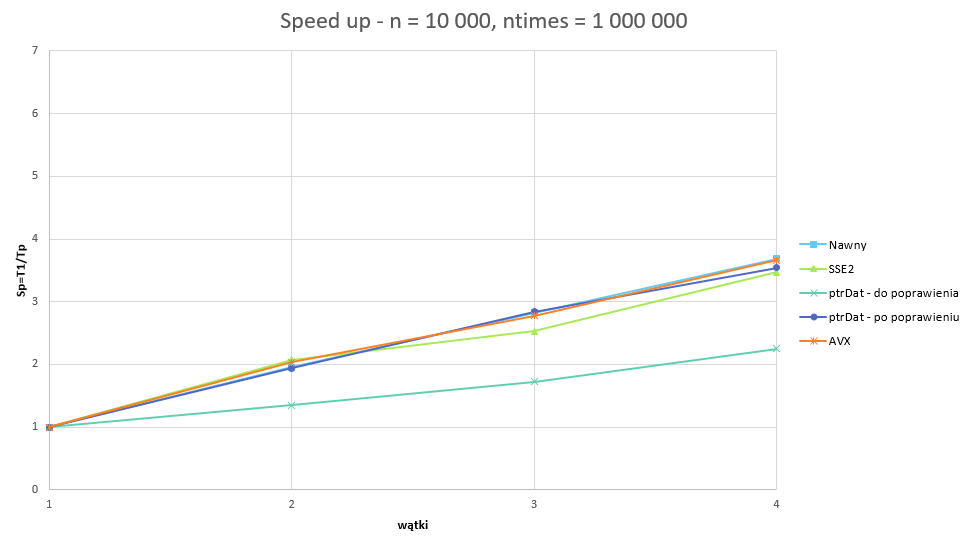 Speed up - n = 10 000, ntimes = 1 000 000
7
6
5
4
3
2
1
0
Sp=T1/Tp
1 2 3 4
wątki
Nawny
SSE2
ptrDat - do poprawienia
ptrDat - po poprawieniu
AVX